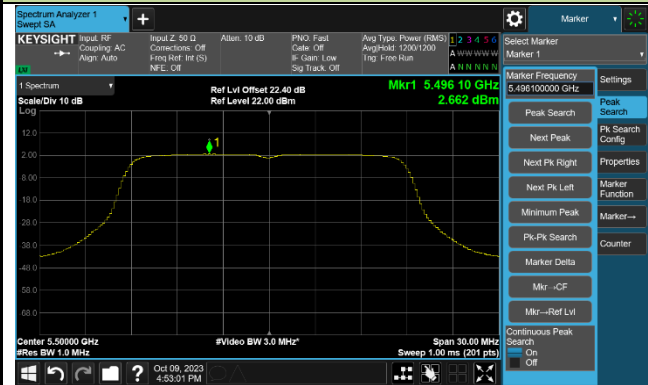 Spectrum Analyzer 1
Swept SA
Marker
KEYSIGHT
Input: RF
Coupling: AC
Align: Auto
Input Z: 50 Ω
Corrections: Off
Freq Ref: Int (S)
NFE: Off
Atten: 10 dB
PNO: Fast
Gate: Off
IF Gain: Low
Sig Track: Off
Avg Type: Power (RMS)
Avg|Hold: 1200/1200
Trig: Free Run
1 2 3 4 5 6
A W W W W W
A N N N N N
Select Marker
Marker 1
LXI
1 Spectrum
Scale/Div 10 dB
Log
Ref Lvl Offset 22.40 dB
Ref Level 22.00 dBm
Mkr1 5.496 10 GHz
2.662 dBm
12.0
2.00
-8.00
-18.0
-28.0
-38.0
-48.0
-58.0
-68.0
1
Center 5.50000 GHz
#Res BW 1.0 MHz
#Video BW 3.0 MHz*
Span 30.00 MHz
Sweep 1.00 ms (201 pts)
Marker Frequency
5.496100000 GHz
Peak Search
Next Peak
Next Pk Right
Next Pk Left
Minimum Peak
Pk-Pk Search
Marker Delta
Mkr→CF
Mkr→Ref Lvl
Continuous Peak
Search
On
Off
Settings
Peak
Search
Pk Search
Config
Properties
Marker
Function
Marker→
Counter
Oct 09, 2023
4:53:01 PM